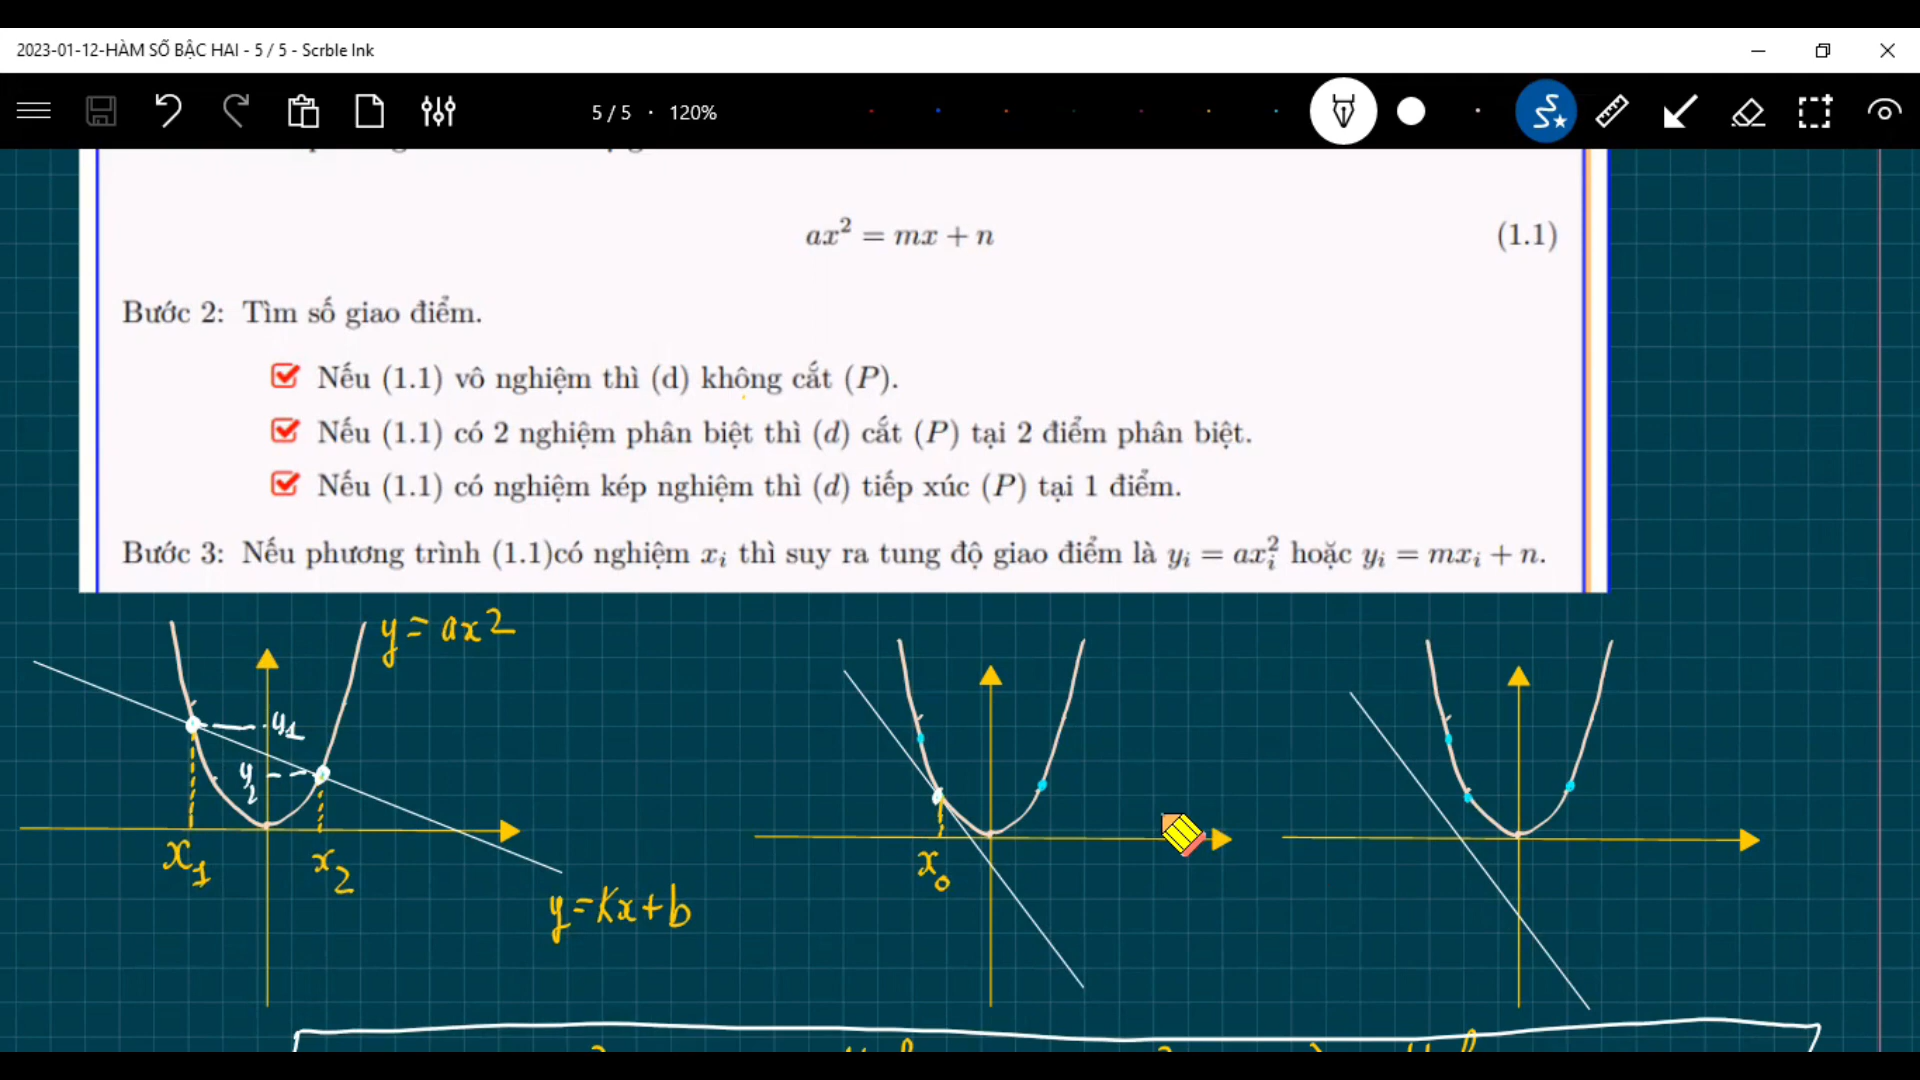 2023-01-12-HÀM SỐ BẬC HAI - 5 / 5 - Scrble Ink
5 / 5 · 120%
ax² = mx + n (1.1)
Bước 2: Tìm số giao điểm.
Nếu (1.1) vô nghiệm thì (d) không cắt (P).
Nếu (1.1) có 2 nghiệm phân biệt thì (d) cắt (P) tại 2 điểm phân biệt.
Nếu (1.1) có nghiệm kép nghiệm thì (d) tiếp xúc (P) tại 1 điểm.
Bước 3: Nếu phương trình (1.1)có nghiệm xᵢ thì suy ra tung độ giao điểm là yᵢ = axᵢ² hoặc yᵢ = mxᵢ + n.
y = ax2
y₁
y₂
x₁
x₂
y = kx + b
x₀